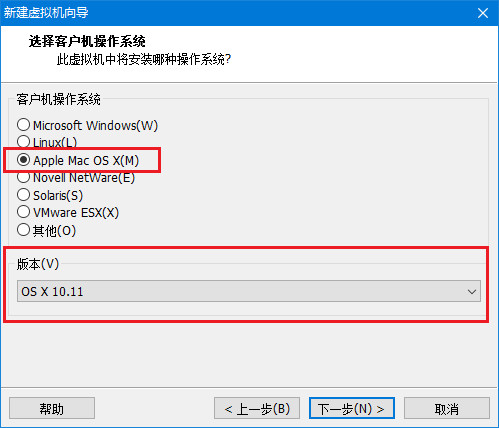 新建虚拟机向导
选择客户机操作系统
此虚拟机中将安装哪种操作系统?
客户机操作系统
Microsoft Windows(W)
Linux(L)
Apple Mac OS X(M)
Novell NetWare(E)
Solaris(S)
VMware ESX(X)
其他(O)
版本(V)
OS X 10.11
帮助
< 上一步(B)
下一步(N) >
取消